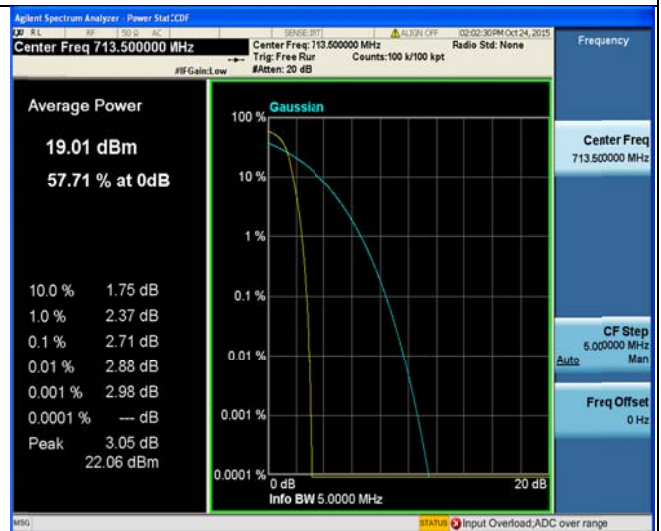 Agilent Spectrum Analyzer - Power Stat CCDF
RL RF 50 Ω AC SENSE:INT ALIGN OFF 02:02:30 PM Oct 24, 2015
Center Freq 713.500000 MHz
Center Freq: 713.500000 MHz Radio Std: None
Trig: Free Run Counts:100 k/100 kpt
#IFGain:Low #Atten: 20 dB
Frequency
Average Power
19.01 dBm
57.71 % at 0dB
10.0 % 1.75 dB
1.0 % 2.37 dB
0.1 % 2.71 dB
0.01 % 2.88 dB
0.001 % 2.98 dB
0.0001 % --- dB
Peak 3.05 dB
22.06 dBm
Gaussian
100 %
10 %
1 %
0.1 %
0.01 %
0.001 %
0.0001 %
0 dB 20 dB
Info BW 5.0000 MHz
Center Freq
713.500000 MHz
CF Step
5.000000 MHz
Auto Man
Freq Offset
0 Hz
MSG STATUS Input Overload;ADC over range